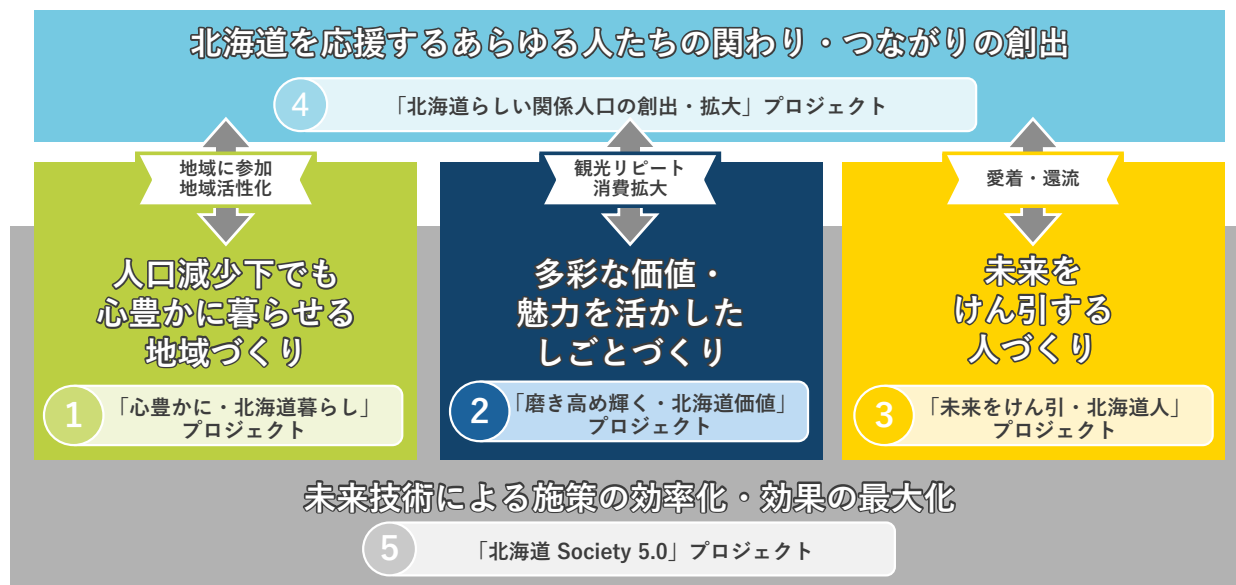 北海道を応援するあらゆる人たちの関わり・つながりの創出
4
「北海道らしい関係人口の創出・拡大」プロジェクト
地域に参加
地域活性化
人口減少下でも
心豊かに暮らせる
地域づくり
1
「心豊かに・北海道暮らし」
プロジェクト
観光リピート
消費拡大
多彩な価値・
魅力を活かした
しごとづくり
2
「磨き高め輝く・北海道価値」
プロジェクト
愛着・還流
未来を
けん引する
人づくり
3
「未来をけん引・北海道人」
プロジェクト
未来技術による施策の効率化・効果の最大化
5
「北海道 Society 5.0」プロジェクト